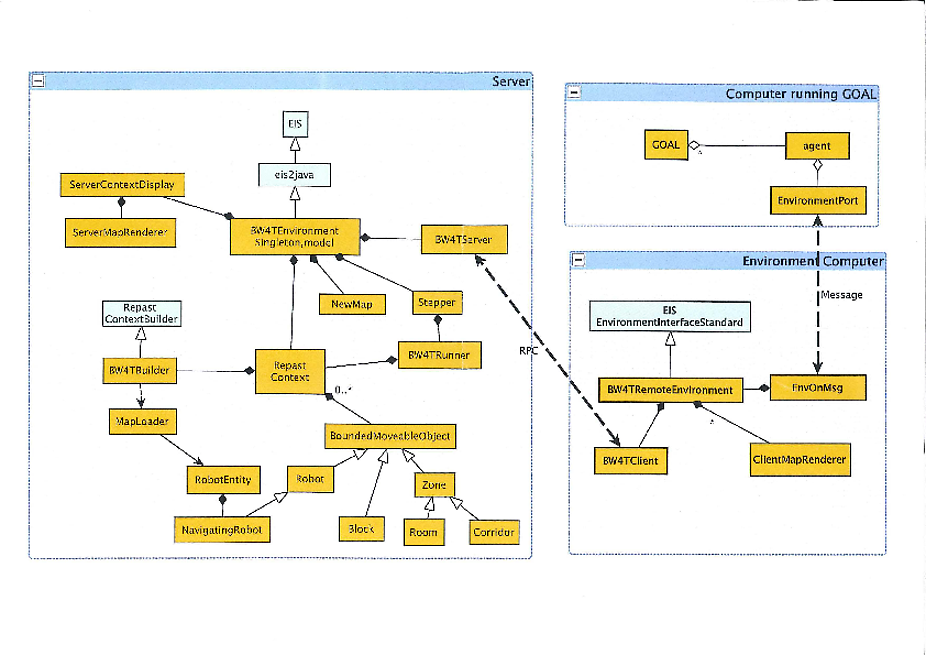 Server
EIS
eis2java
ServerContextDisplay
ServerMapRenderer
BW4TEnvironment
Singleton,model
BW4TServer
NewMap
Stepper
Repast
ContextBuilder
BW4TBuilder
Repast
Context
BW4TRunner
0..*
MapLoader
BoundedMoveableObject
RobotEntity
Robot
Zone
NavigatingRobot
Block
Room
Corridor
RPC
Computer running GOAL
GOAL
agent
EnvironmentPort
Environment Computer
Message
EIS
EnvironmentInterfaceStandard
BW4TRemoteEnvironment
EnvOnMsg
BW4TClient
ClientMapRenderer